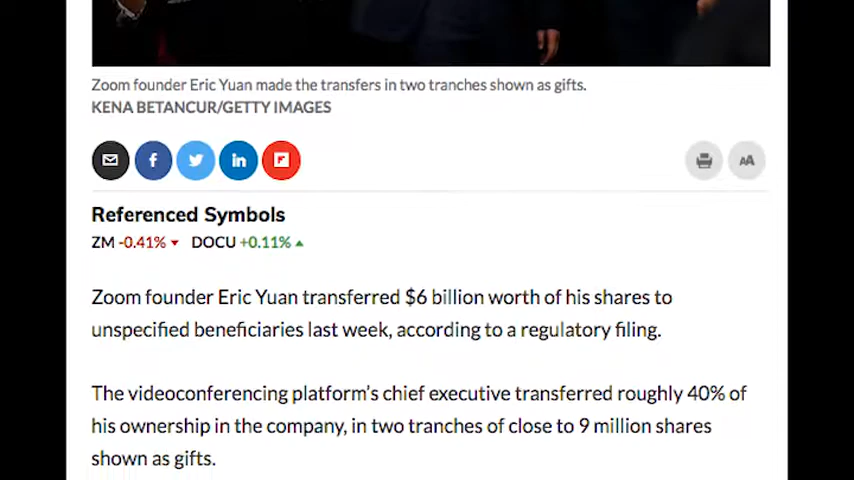 Zoom founder Eric Yuan made the transfers in two tranches shown as gifts.
KENA BETANCUR/GETTY IMAGES
f
in
AA
Referenced Symbols
ZM -0.41% DOCU +0.11%
Zoom founder Eric Yuan transferred $6 billion worth of his shares to
unspecified beneficiaries last week, according to a regulatory filing.
The videoconferencing platform's chief executive transferred roughly 40% of
his ownership in the company, in two tranches of close to 9 million shares
shown as gifts.